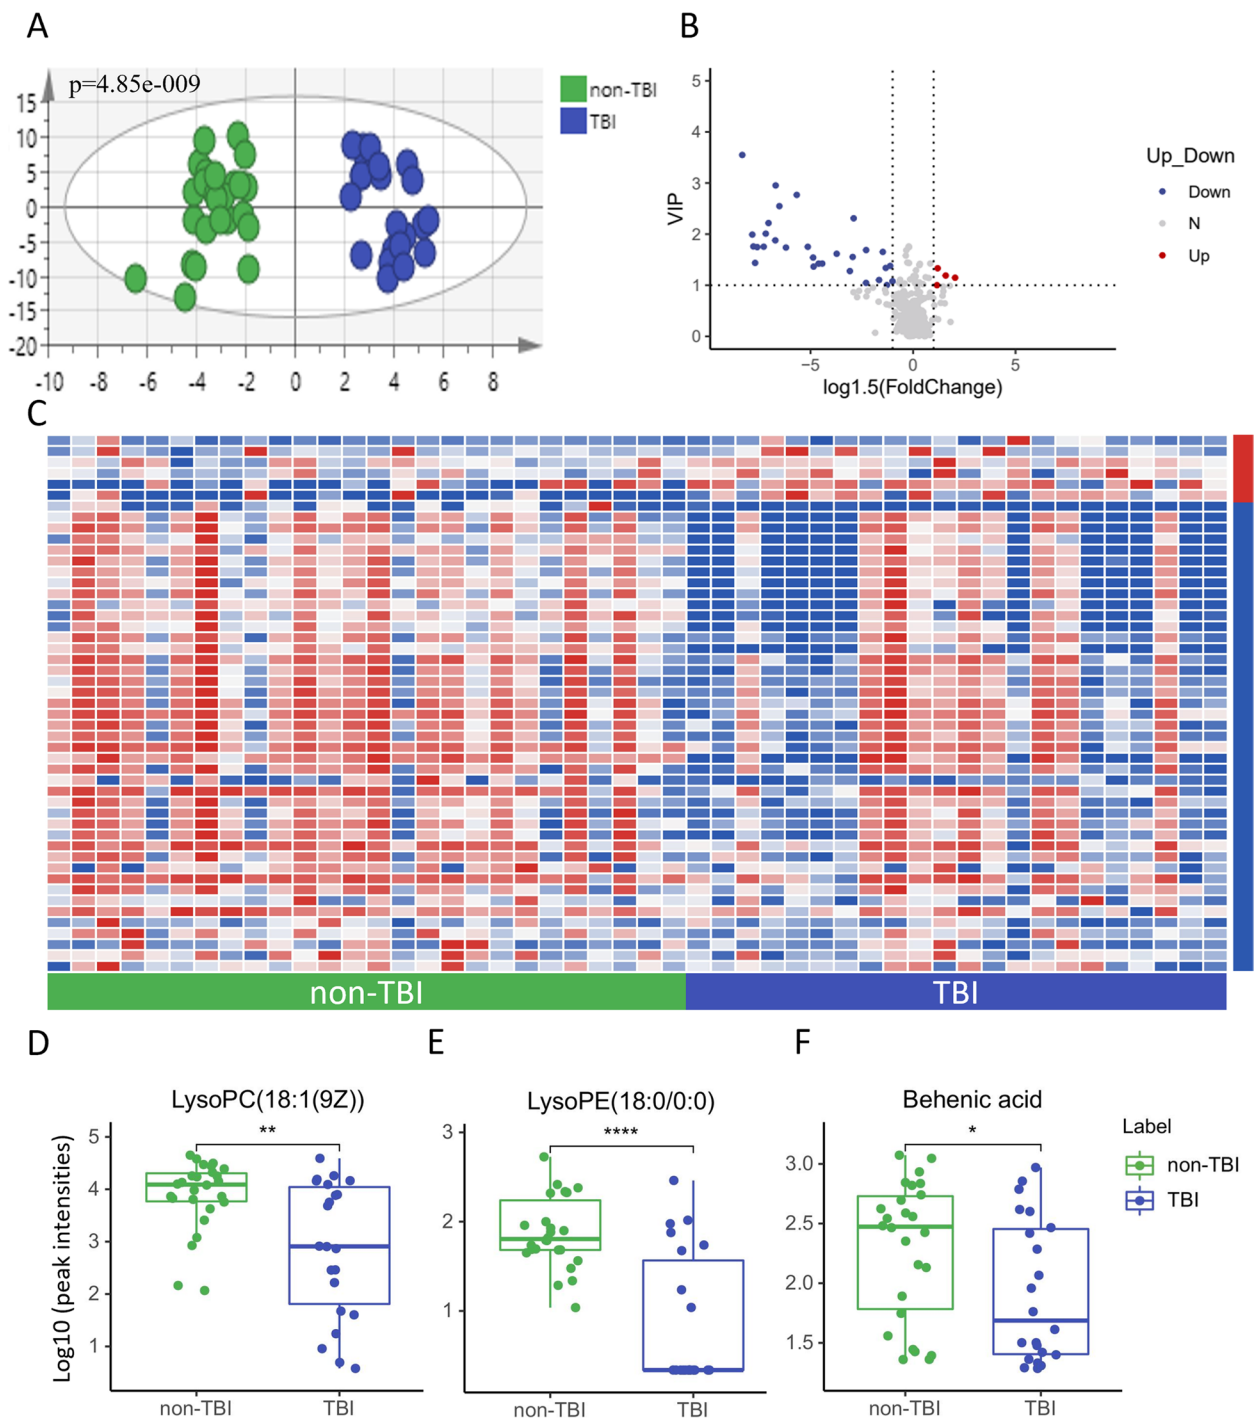 A
p=4.85e-009
non-TBI
TBI
15
10
5
0
-5
-10
-15
-20
-10
-8
-6
-4
-2
0
2
4
6
8
B
5
4
3
2
1
0
VIP
−5
0
5
log1.5(FoldChange)
Up_Down
Down
N
Up
C
non-TBI
TBI
D
LysoPC(18:1(9Z))
**
5
4
3
2
1
Log10 (peak intensities)
non-TBI
TBI
E
LysoPE(18:0/0:0)
****
3
2
1
non-TBI
TBI
F
Behenic acid
*
3.0
2.5
2.0
1.5
non-TBI
TBI
Label
non-TBI
TBI